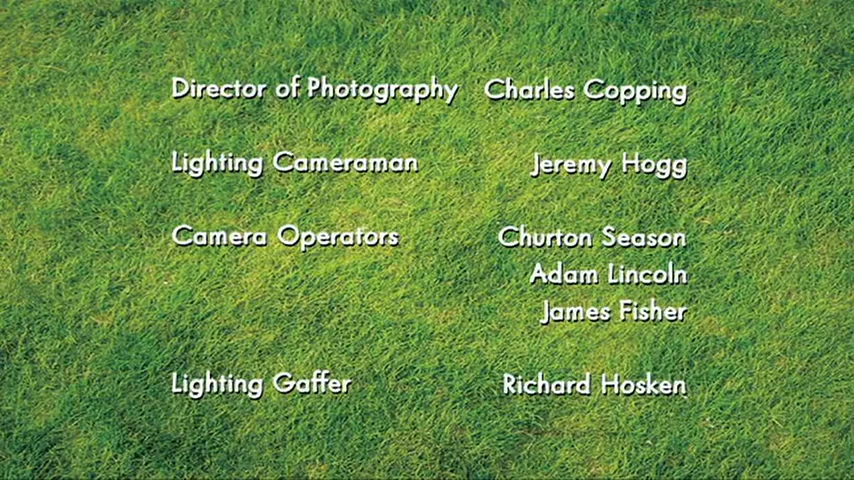 Director of Photography Charles Copping
Lighting Cameraman Jeremy Hogg
Camera Operators Churton Season
Adam Lincoln
James Fisher
Lighting Gaffer Richard Hosken